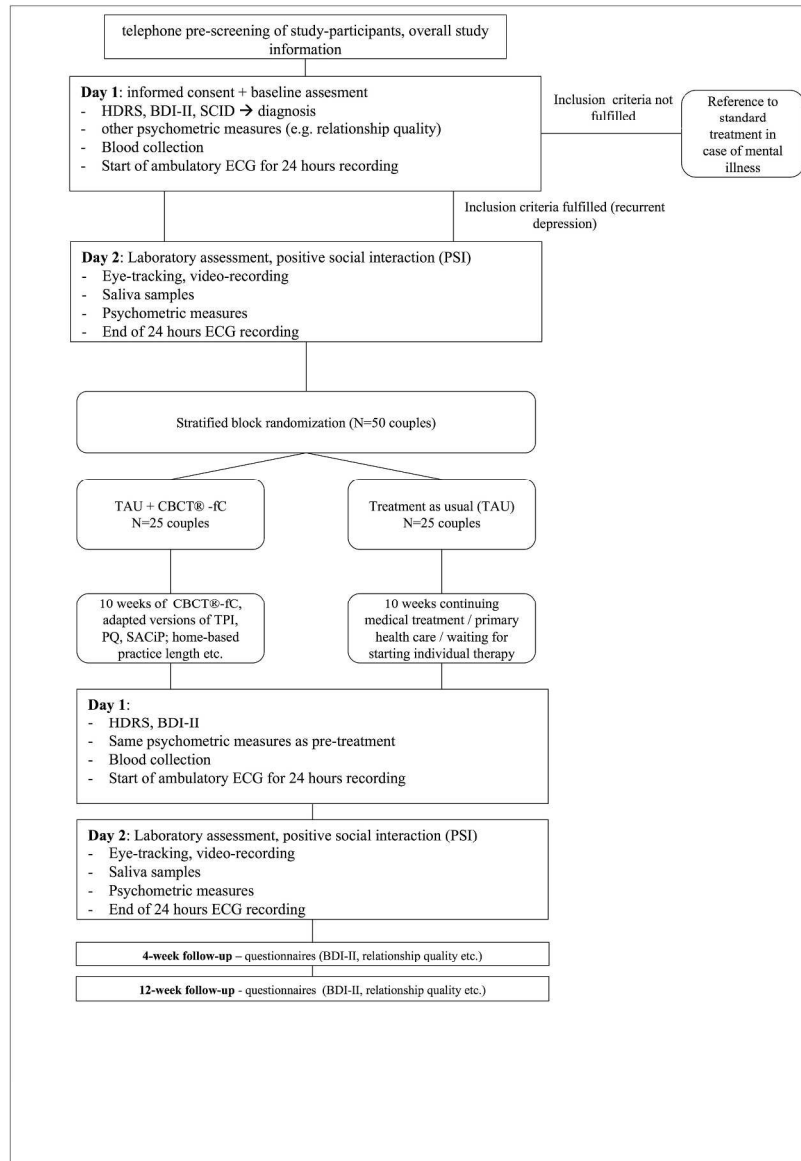 telephone pre-screening of study-participants, overall study
information
Day 1: informed consent + baseline assesment
- HDRS, BDI-II, SCID ➔ diagnosis
- other psychometric measures (e.g. relationship quality)
- Blood collection
- Start of ambulatory ECG for 24 hours recording
Inclusion criteria not
fulfilled
Reference to
standard
treatment in
case of mental
illness
Inclusion criteria fulfilled (recurrent
depression)
Day 2: Laboratory assessment, positive social interaction (PSI)
- Eye-tracking, video-recording
- Saliva samples
- Psychometric measures
- End of 24 hours ECG recording
Stratified block randomization (N=50 couples)
TAU + CBCT® -fC
N=25 couples
Treatment as usual (TAU)
N=25 couples
10 weeks of CBCT®-fC,
adapted versions of TPI,
PQ, SACiP; home-based
practice length etc.
10 weeks continuing
medical treatment / primary
health care / waiting for
starting individual therapy
Day 1:
- HDRS, BDI-II
- Same psychometric measures as pre-treatment
- Blood collection
- Start of ambulatory ECG for 24 hours recording
Day 2: Laboratory assessment, positive social interaction (PSI)
- Eye-tracking, video-recording
- Saliva samples
- Psychometric measures
- End of 24 hours ECG recording
4-week follow-up – questionnaires (BDI-II, relationship quality etc.)
12-week follow-up - questionnaires (BDI-II, relationship quality etc.)